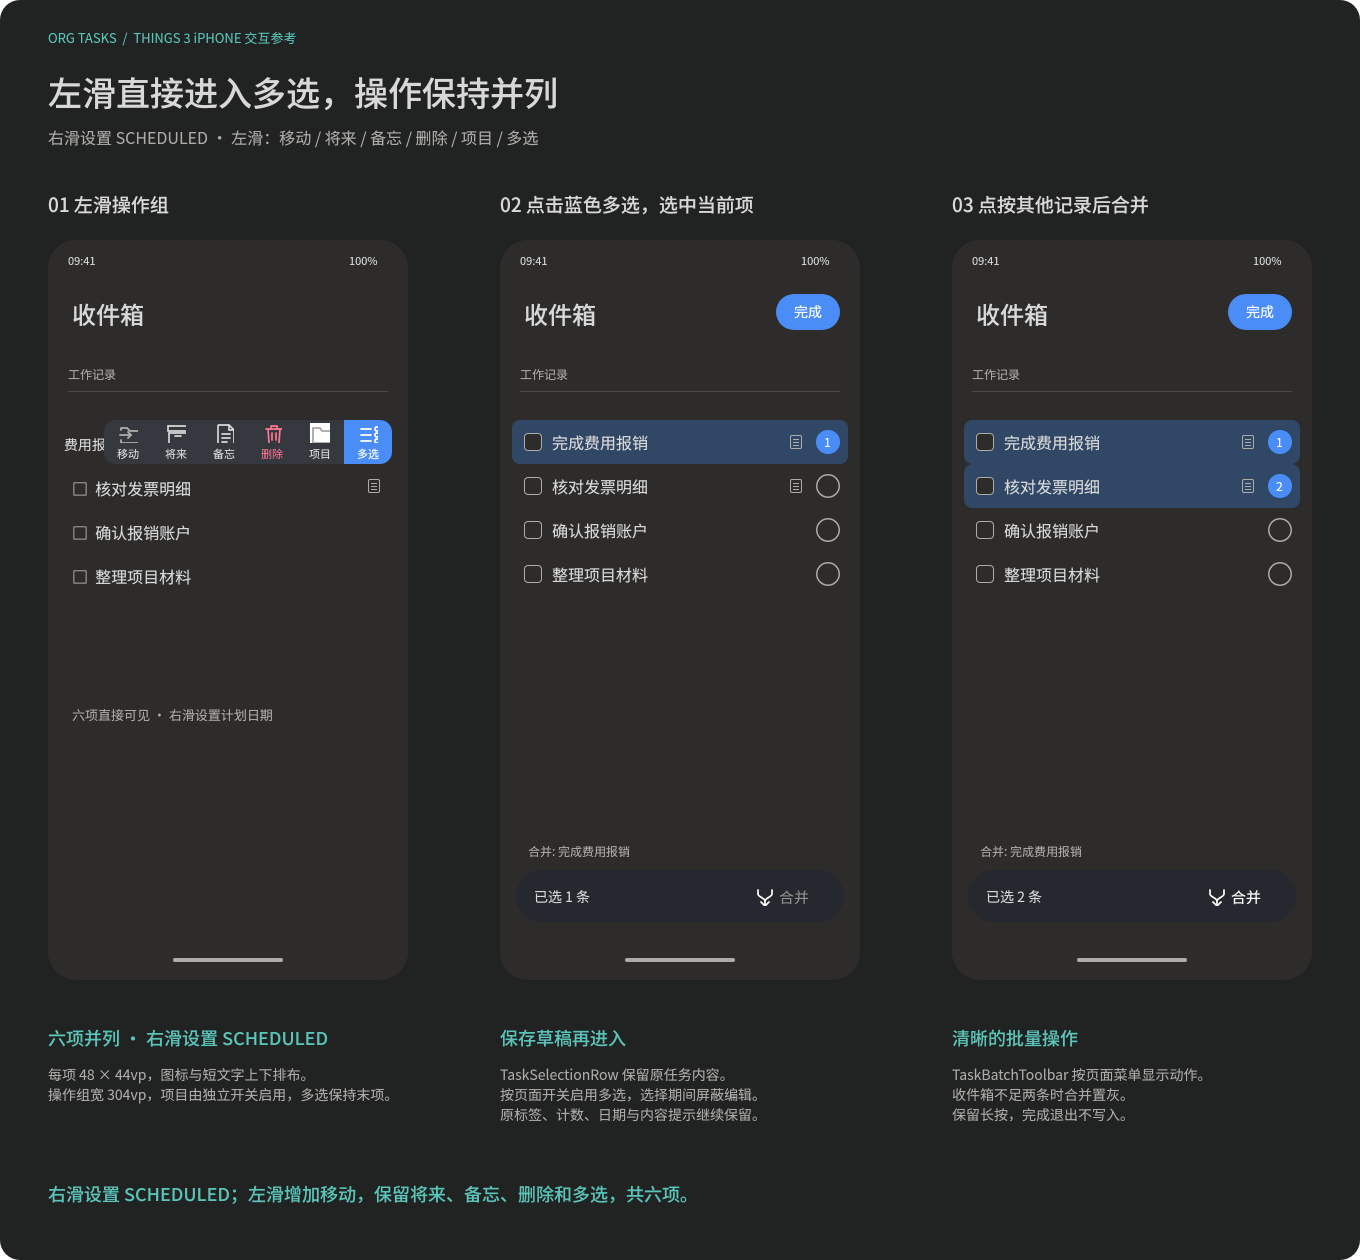 ORG TASKS / THINGS 3 iPHONE 交互参考
左滑直接进入多选，操作保持并列
右滑设置 SCHEDULED · 左滑：移动 / 将来 / 备忘 / 删除 / 项目 / 多选
01 左滑操作组
09:41 100%
收件箱
工作记录
费用报
移动 将来 备忘 删除 项目 多选
核对发票明细
确认报销账户
整理项目材料
六项直接可见 · 右滑设置计划日期
六项并列 · 右滑设置 SCHEDULED
每项 48 × 44vp，图标与短文字上下排布。
操作组宽 304vp，项目由独立开关启用，多选保持末项。
02 点击蓝色多选，选中当前项
09:41 100%
收件箱 完成
工作记录
完成费用报销 1
核对发票明细
确认报销账户
整理项目材料
合并: 完成费用报销
已选 1 条 合并
保存草稿再进入
TaskSelectionRow 保留原任务内容。
按页面开关启用多选，选择期间屏蔽编辑。
原标签、计数、日期与内容提示继续保留。
03 点按其他记录后合并
09:41 100%
收件箱 完成
工作记录
完成费用报销 1
核对发票明细 2
确认报销账户
整理项目材料
合并: 完成费用报销
已选 2 条 合并
清晰的批量操作
TaskBatchToolbar 按页面菜单显示动作。
收件箱不足两条时合并置灰。
保留长按，完成退出不写入。
右滑设置 SCHEDULED；左滑增加移动，保留将来、备忘、删除和多选，共六项。